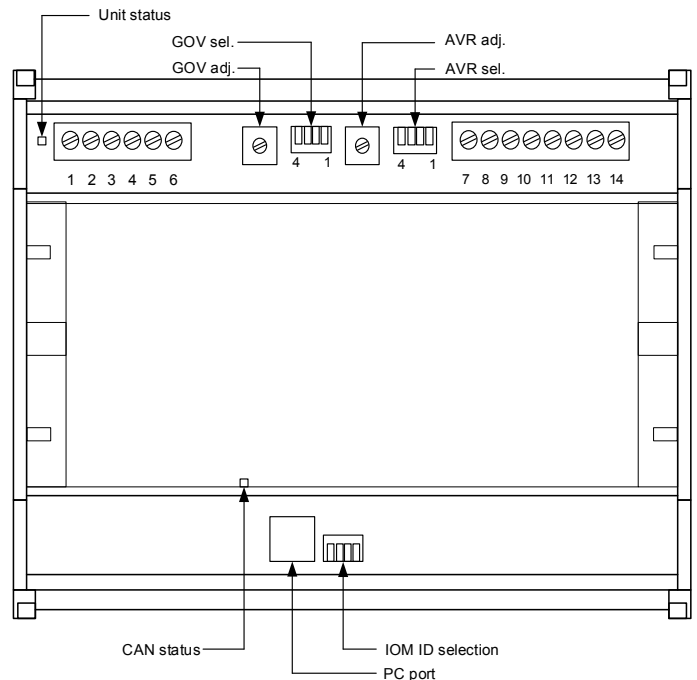 Unit status
GOV sel.
AVR adj.
GOV adj.
AVR sel.
4 1
4 1
1 2 3 4 5 6
7 8 9 10 11 12 13 14
CAN status
IOM ID selection
PC port